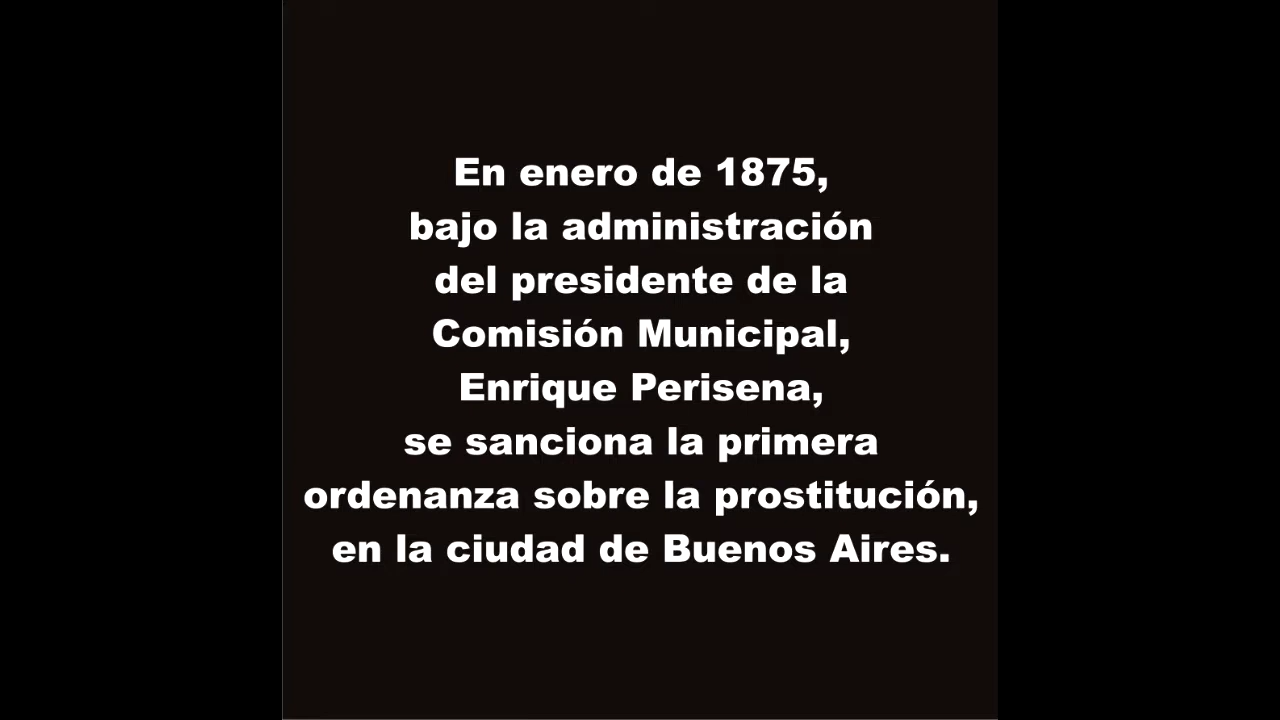 En enero de 1875,
bajo la administración
del presidente de la
Comisión Municipal,
Enrique Perisena,
se sanciona la primera
ordenanza sobre la prostitución,
en la ciudad de Buenos Aires.